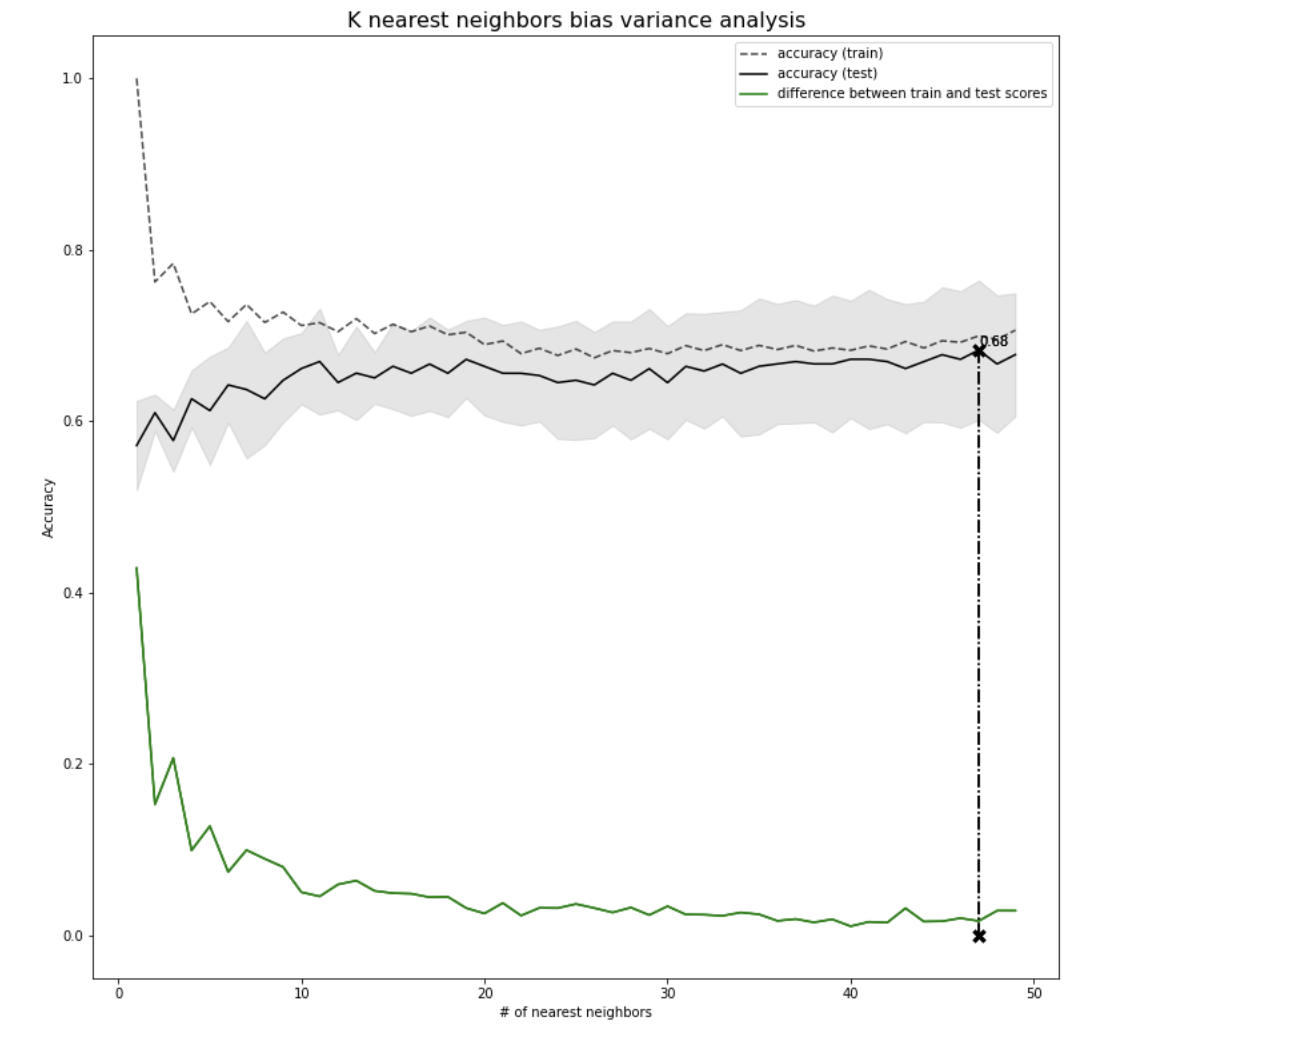 K nearest neighbors bias variance analysis
accuracy (train)
accuracy (test)
difference between train and test scores
1.0
0.8
0.68
0.6
Accuracy
0.4
0.2
0.0
0 10 20 30 40 50
# of nearest neighbors